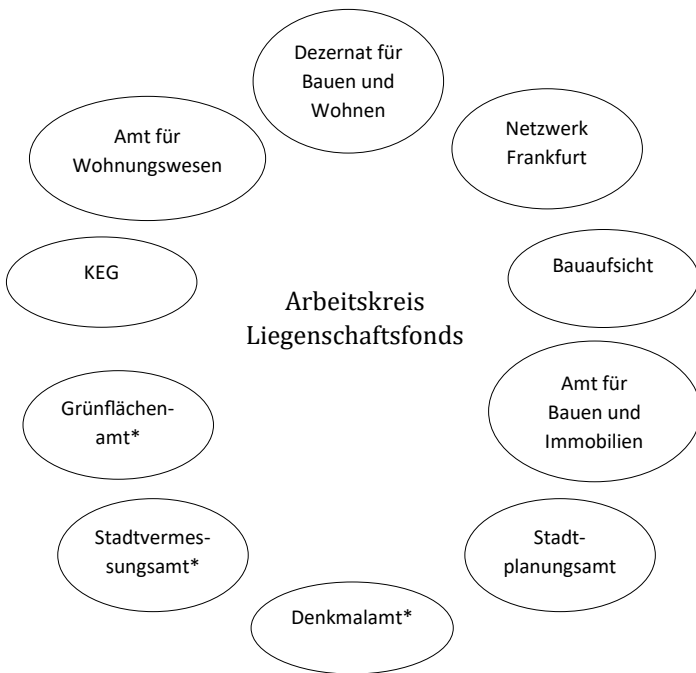 Dezernat für
Bauen und
Wohnen
Amt für
Wohnungswesen
Netzwerk
Frankfurt
KEG
Bauaufsicht
Arbeitskreis
Liegenschaftsfonds
Grünflächen-
amt*
Amt für
Bauen und
Immobilien
Stadtvermes-
sungsamt*
Stadt-
planungsamt
Denkmalamt*